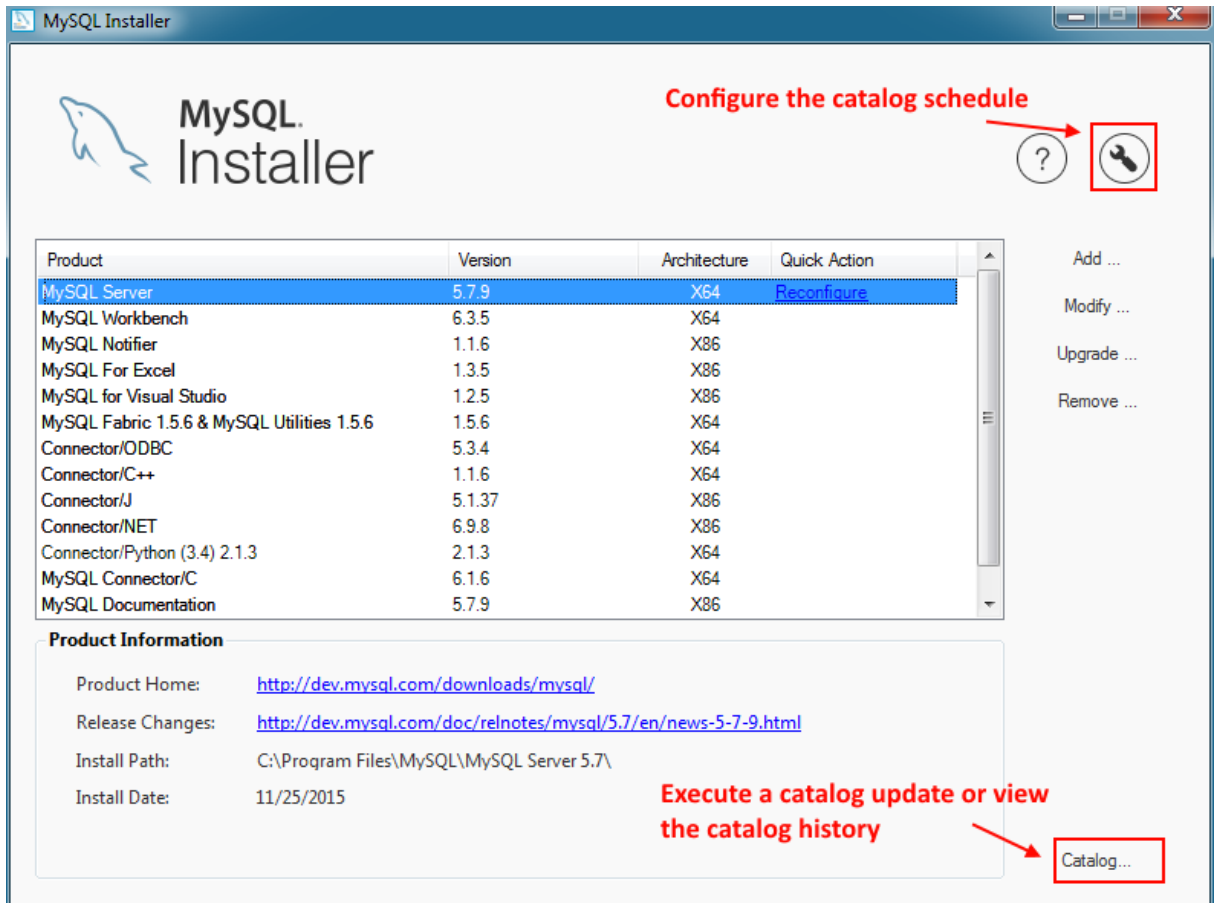 MySQL Installer
Configure the catalog schedule
MySQL.
Installer
?
Product Version Architecture Quick Action
MySQL Server 5.7.9 X64 Reconfigure
MySQL Workbench 6.3.5 X64
MySQL Notifier 1.1.6 X86
MySQL For Excel 1.3.5 X86
MySQL for Visual Studio 1.2.5 X86
MySQL Fabric 1.5.6 & MySQL Utilities 1.5.6 1.5.6 X64
Connector/ODBC 5.3.4 X64
Connector/C++ 1.1.6 X64
Connector/J 5.1.37 X86
Connector/NET 6.9.8 X86
Connector/Python (3.4) 2.1.3 2.1.3 X64
MySQL Connector/C 6.1.6 X64
MySQL Documentation 5.7.9 X86
Add ...
Modify ...
Upgrade ...
Remove ...
Product Information
Product Home: http://dev.mysql.com/downloads/mysql/
Release Changes: http://dev.mysql.com/doc/relnotes/mysql/5.7/en/news-5-7-9.html
Install Path: C:\Program Files\MySQL\MySQL Server 5.7\
Install Date: 11/25/2015
Execute a catalog update or view
the catalog history
Catalog...